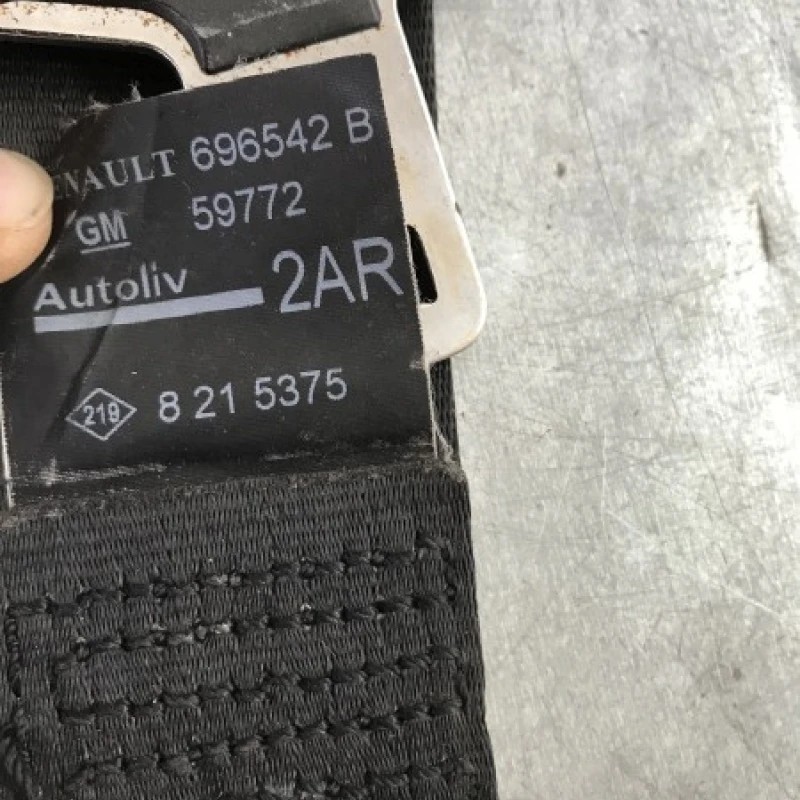 ENAULT 696542 B
GM 59772
Autoliv 2AR
219 8 21 5375